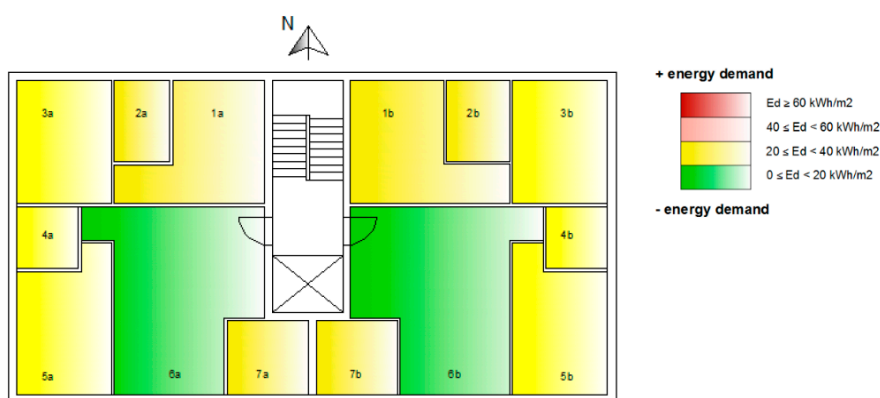 N
+ energy demand
Ed ≥ 60 kWh/m2
40 ≤ Ed < 60 kWh/m2
20 ≤ Ed < 40 kWh/m2
0 ≤ Ed < 20 kWh/m2
- energy demand
3a 2a 1a 1b 2b 3b
4a 4b
5a 6a 7a 7b 6b 5b